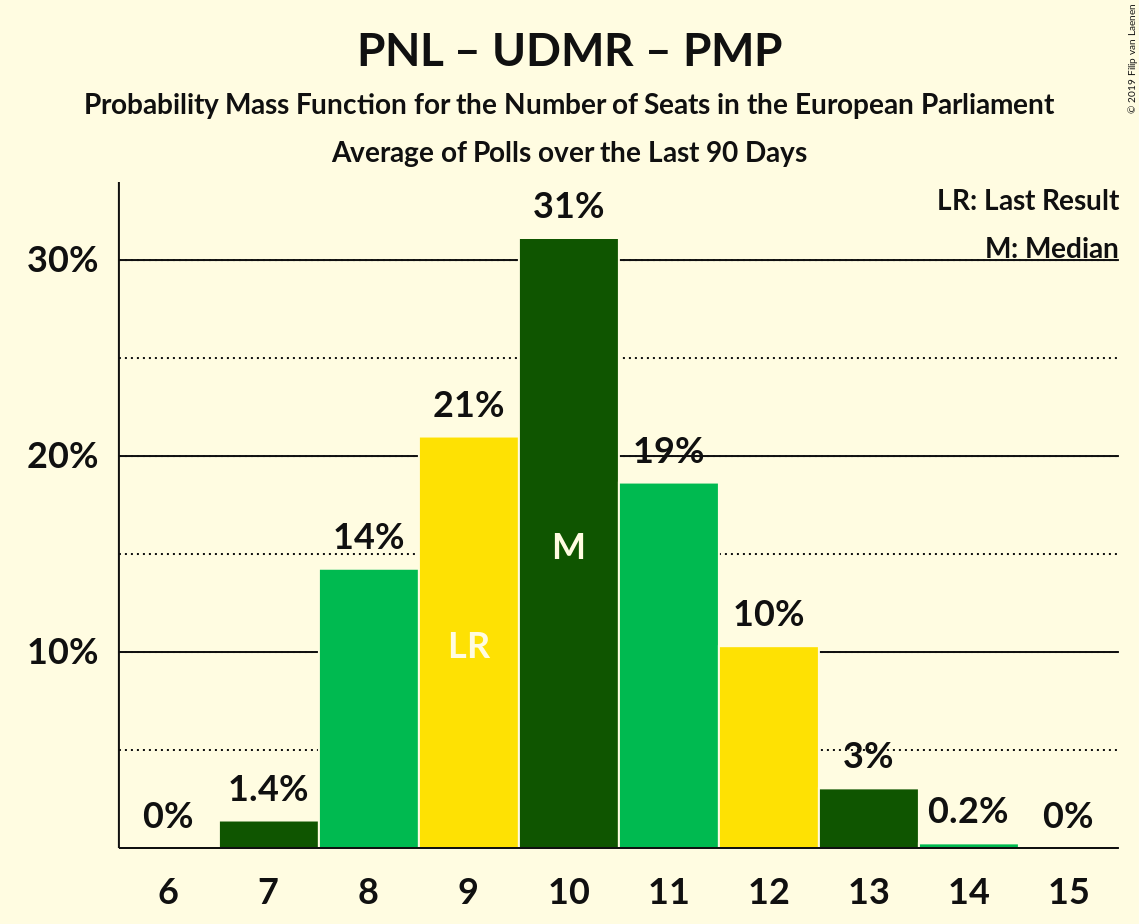 PNL – UDMR – PMP
Probability Mass Function for the Number of Seats in the European Parliament
Average of Polls over the Last 90 Days
© 2019 Filip van Laenen
LR: Last Result
M: Median
30%
20%
10%
0%
1.4%
14%
21%
31%
19%
10%
3%
0.2%
0%
LR
M
6 7 8 9 10 11 12 13 14 15